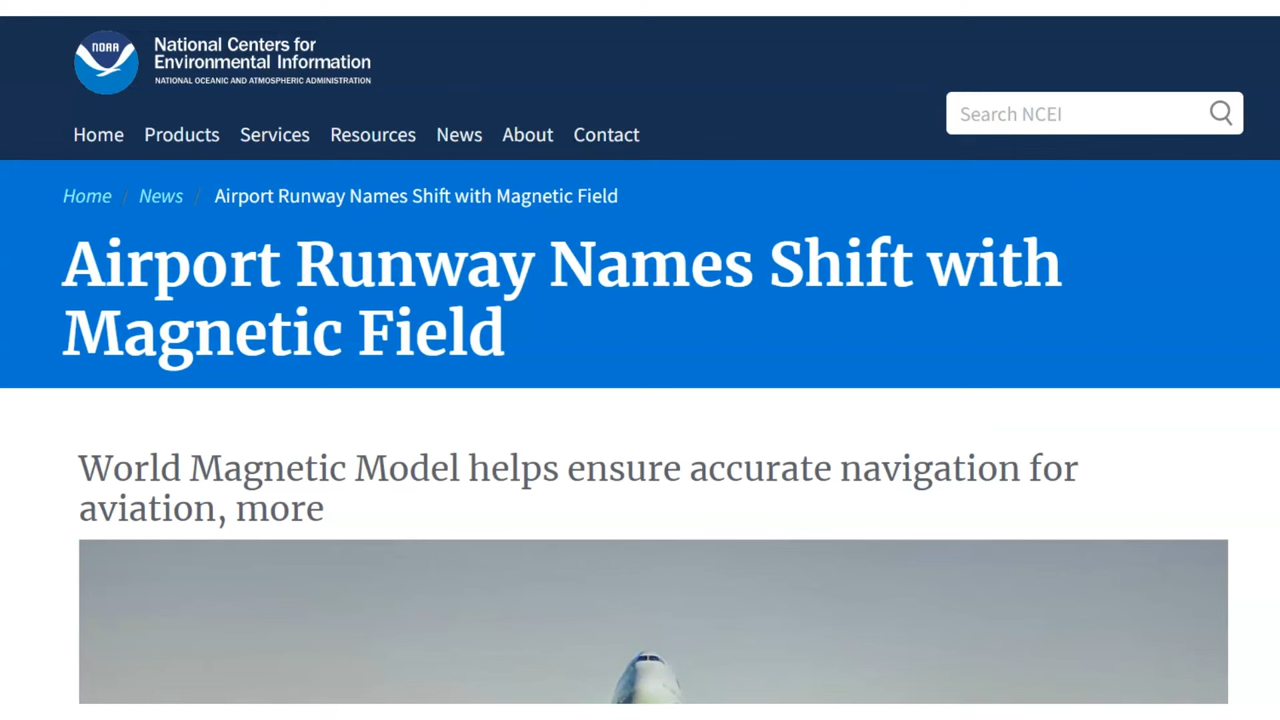 NOAA
National Centers for
Environmental Information
NATIONAL OCEANIC AND ATMOSPHERIC ADMINISTRATION
Home Products Services Resources News About Contact
Search NCEI
Home / News / Airport Runway Names Shift with Magnetic Field
Airport Runway Names Shift with
Magnetic Field
World Magnetic Model helps ensure accurate navigation for
aviation, more